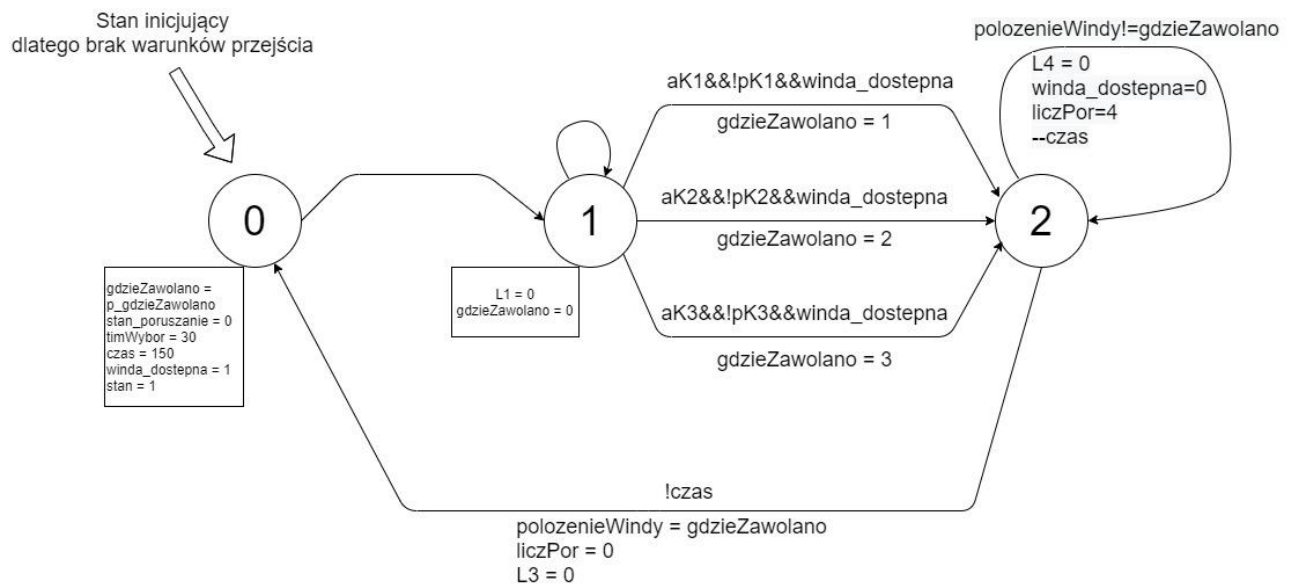 Stan inicjujący
dlatego brak warunków przejścia
polozenieWindy!=gdzieZawolano
L4 = 0
winda_dostepna=0
liczPor=4
--czas
aK1&&!pK1&&winda_dostepna
gdzieZawolano = 1
0
1
aK2&&!pK2&&winda_dostepna
gdzieZawolano = 2
2
gdzieZawolano =
p_gdzieZawolano
stan_poruszanie = 0
timWybor = 30
czas = 150
winda_dostepna = 1
stan = 1
L1 = 0
gdzieZawolano = 0
aK3&&!pK3&&winda_dostepna
gdzieZawolano = 3
!czas
polozenieWindy = gdzieZawolano
liczPor = 0
L3 = 0